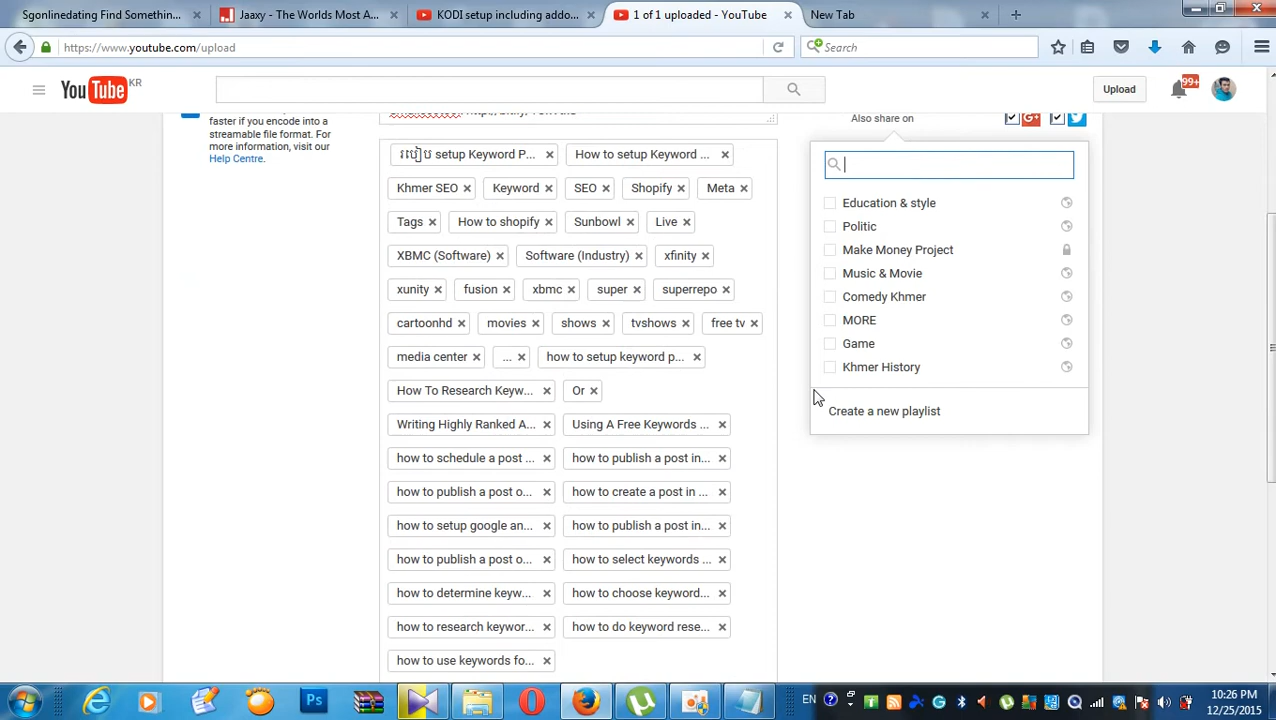 Sgonlinedating Find Somethin...
Jaaxy - The Worlds Most A...
KODI setup including addo...
1 of 1 uploaded - YouTube
New Tab
https://www.youtube.com/upload
Search
YouTube KR
Upload
99+
faster if you encode into a
streamable file format. For
more information, visit our
Help Centre.
Also share on
របៀប setup Keyword P...
How to setup Keyword ...
Khmer SEO
Keyword
SEO
Shopify
Meta
Tags
How to shopify
Sunbowl
Live
XBMC (Software)
Software (Industry)
xfinity
xunity
fusion
xbmc
super
superrepo
cartoonhd
movies
shows
tvshows
free tv
media center
...
how to setup keyword p...
How To Research Keyw...
Or
Writing Highly Ranked A...
Using A Free Keywords ...
how to schedule a post ...
how to publish a post in...
how to publish a post o...
how to create a post in ...
how to setup google an...
how to publish a post in...
how to publish a post o...
how to select keywords ...
how to determine keyw...
how to choose keyword...
how to research keywor...
how to do keyword rese...
how to use keywords fo...
Education & style
Politic
Make Money Project
Music & Movie
Comedy Khmer
MORE
Game
Khmer History
Create a new playlist
Ps
EN
10:26 PM
12/25/2015